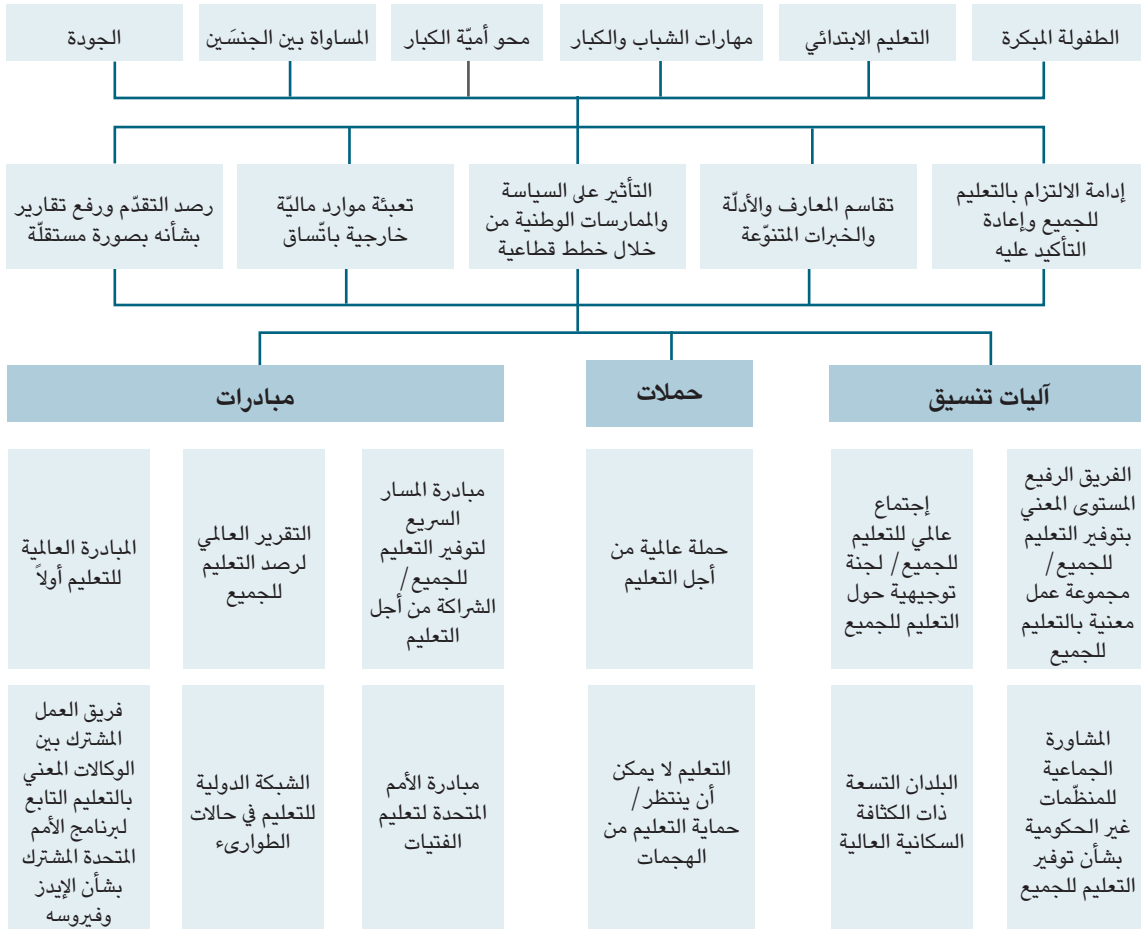 الطفولة المبكرة
التعليم الابتدائي
مهارات الشباب والكبار
محو أميّة الكبار
المساواة بين الجنسَين
الجودة
إدامة الالتزام بالتعليم
للجميع وإعادة
التأكيد عليه
تقاسم المعارف والأدلّة
والخبرات المتنوّعة
التأثير على السياسة
والممارسات الوطنية من
خلال خطط قطاعية
تعبئة موارد ماليّة
خارجية باتّساق
رصد التقدّم ورفع تقارير
بشأنه بصورة مستقلّة
آليات تنسيق
حملات
مبادرات
الفريق الرفيع
المستوى المعني
بتوفير التعليم
للجميع/
مجموعة عمل
معنية بالتعليم
للجميع
إجتماع
عالمي للتعليم
للجميع/ لجنة
توجيهية حول
التعليم للجميع
حملة عالمية من
أجل التعليم
مبادرة المسار
السريع
لتوفير التعليم
للجميع/
الشراكة من أجل
التعليم
التقرير العالمي
لرصد التعليم
للجميع
المبادرة العالمية
للتعليم أولاً
المشاورة
الجماعية
للمنظّمات
غير الحكومية
بشأن توفير
التعليم للجميع
البلدان التسعة
ذات الكثافة
السكانية العالية
التعليم لا يمكن
أن ينتظر/
حماية التعليم من
الهجمات
مبادرة الأمم
المتحدة لتعليم
الفتيات
الشبكة الدولية
للتعليم في حالات
الطوارىء
فريق العمل
المشترك بين
الوكالات المعني
بالتعليم التابع
لبرنامج الأمم
المتحدة المشترك
بشأن الإيدز
وفيروسه